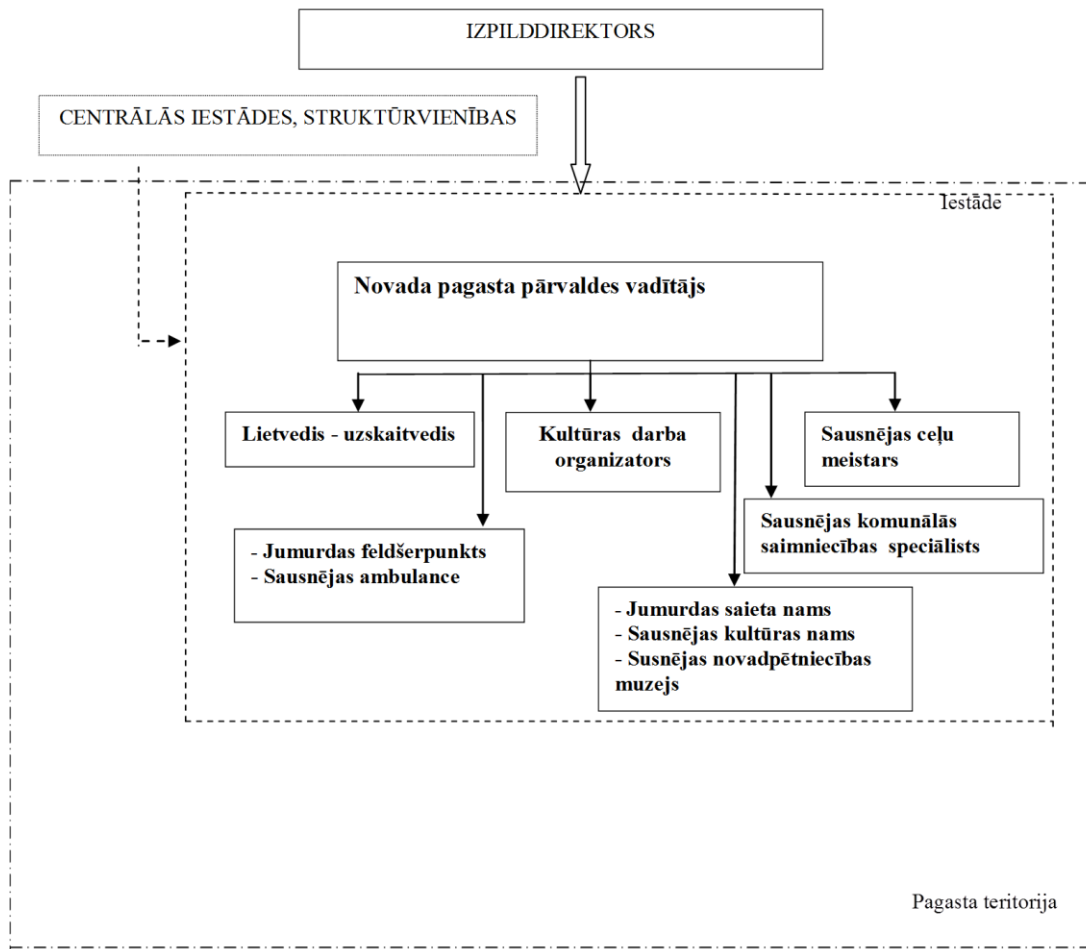 IZPILDDIREKTORS
CENTRĀLĀS IESTĀDES, STRUKTŪRVIENĪBAS
Iestāde
Novada pagasta pārvaldes vadītājs
Lietvedis - uzskaitvedis
Kultūras darba
organizators
Sausnējas ceļu
meistars
Sausnējas komunālās
saimniecības speciālists
- Jumurdas feldšerpunkts
- Sausnējas ambulance
- Jumurdas saieta nams
- Sausnējas kultūras nams
- Susnējas novadpētniecības
muzejs
Pagasta teritorija